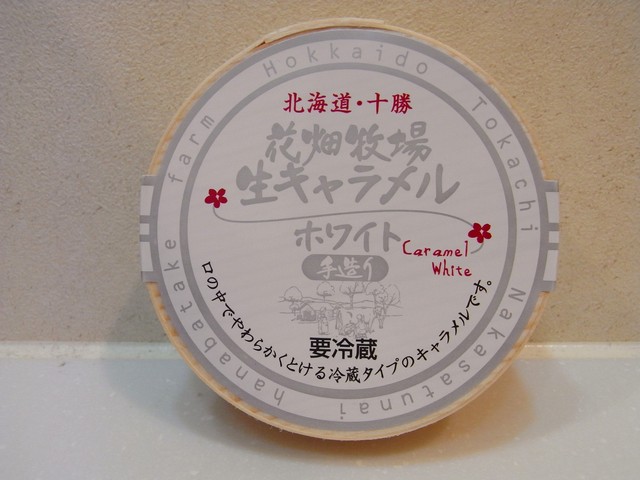 Hokkaido Tokachi Nakasatunai hanabatake farm
北海道・十勝
花畑牧場
生キャラメル
ホワイト
Caramel
White
手造り
要冷蔵
口の中でやわらかくとける冷蔵タイプのキャラメルです。